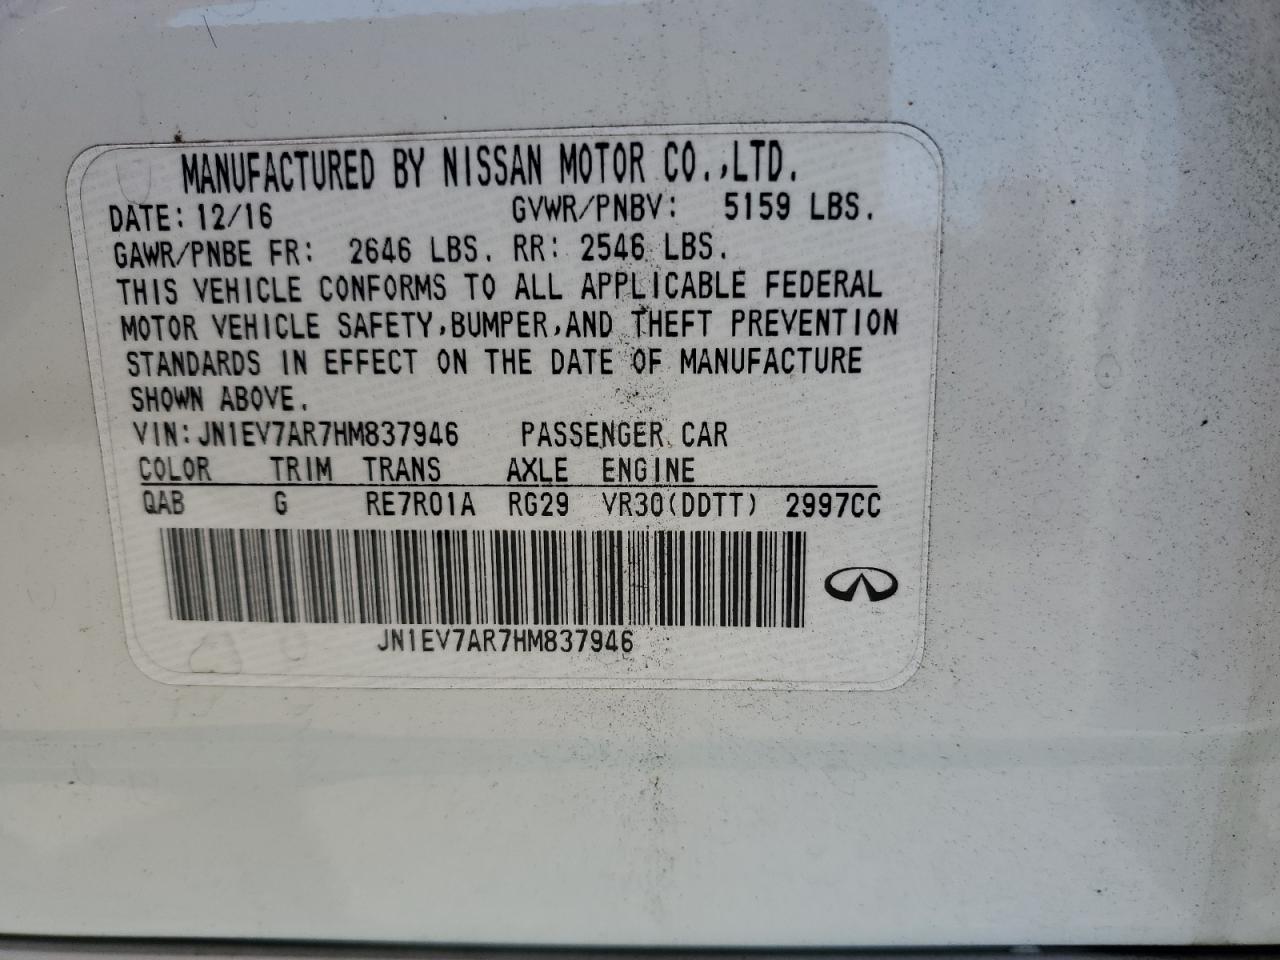 MANUFACTURED BY NISSAN MOTOR CO.,LTD.
DATE: 12/16 GVWR/PNBV: 5159 LBS.
GAWR/PNBE FR: 2646 LBS. RR: 2546 LBS.
THIS VEHICLE CONFORMS TO ALL APPLICABLE FEDERAL
MOTOR VEHICLE SAFETY,BUMPER,AND THEFT PREVENTION
STANDARDS IN EFFECT ON THE DATE OF MANUFACTURE
SHOWN ABOVE.
VIN: JN1EV7AR7HM837946 PASSENGER CAR
COLOR TRIM TRANS AXLE ENGINE
QAB G RE7R01A RG29 VR30(DDTT) 2997CC
JN1EV7AR7HM837946